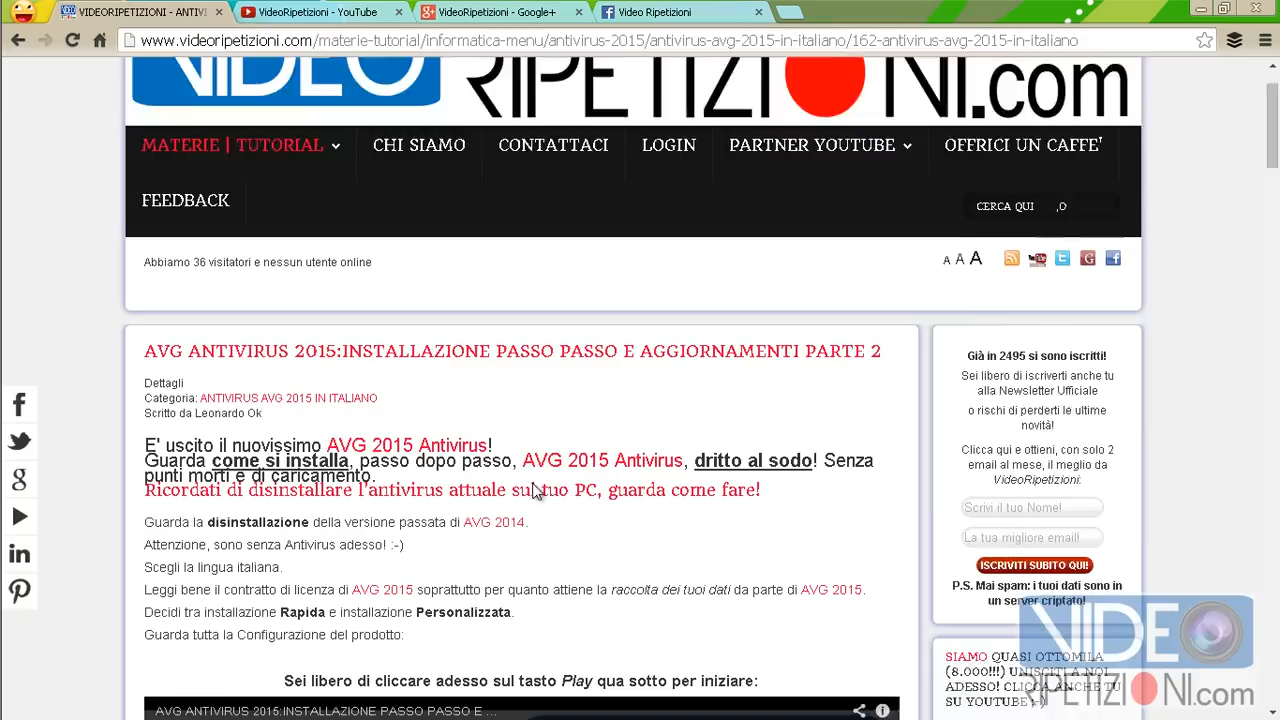 VIDEORIPETIZIONI - ANTIV
VideoRipetizioni - YouTube
VideoRipetizioni - Google+
Video Ripetizioni
www.videoripetizioni.com/materie-tutorial/informatica-menu/antivirus-2015/antivirus-avg-2015-in-italiano/162-antivirus-avg-2015-in-italiano
VIDEO RIPETIZIONI.com
MATERIE | TUTORIAL
CHI SIAMO
CONTATTACI
LOGIN
PARTNER YOUTUBE
OFFRICI UN CAFFE'
FEEDBACK
CERCA QUI
Abbiamo 36 visitatori e nessun utente online
A A A
AVG ANTIVIRUS 2015:INSTALLAZIONE PASSO PASSO E AGGIORNAMENTI PARTE 2
Dettagli
Categoria: ANTIVIRUS AVG 2015 IN ITALIANO
Scritto da Leonardo Ok
E' uscito il nuovissimo AVG 2015 Antivirus!
Guarda come si installa, passo dopo passo, AVG 2015 Antivirus, dritto al sodo! Senza
punti morti e di caricamento.
Ricordati di disinstallare l'antivirus attuale sul tuo PC, guarda come fare!
Guarda la disinstallazione della versione passata di AVG 2014.
Attenzione, sono senza Antivirus adesso! :-)
Scegli la lingua italiana.
Leggi bene il contratto di licenza di AVG 2015 soprattutto per quanto attiene la raccolta dei tuoi dati da parte di AVG 2015.
Decidi tra installazione Rapida e installazione Personalizzata.
Guarda tutta la Configurazione del prodotto:
Sei libero di cliccare adesso sul tasto Play qua sotto per iniziare:
AVG ANTIVIRUS 2015:INSTALLAZIONE PASSO PASSO E ...
Già in 2495 si sono iscritti!
Sei libero di iscriverti anche tu
alla Newsletter Ufficiale
o rischi di perderti le ultime
novità!
Clicca qui e ottieni, con solo 2
email al mese, il meglio da
VideoRipetizioni:
Scrivi il tuo Nome!
La tua migliore email!
ISCRIVITI SUBITO QUI!
P.S. Mai spam: i tuoi dati sono in
un server criptato!
SIAMO QUASI OTTOMILA
(8.000!!!) UNISCITI A NOI
ADESSO! CLICCA ANCHE TU
SU YOUTUBE ;-)
VIDEO
RIPETIZIONI.com